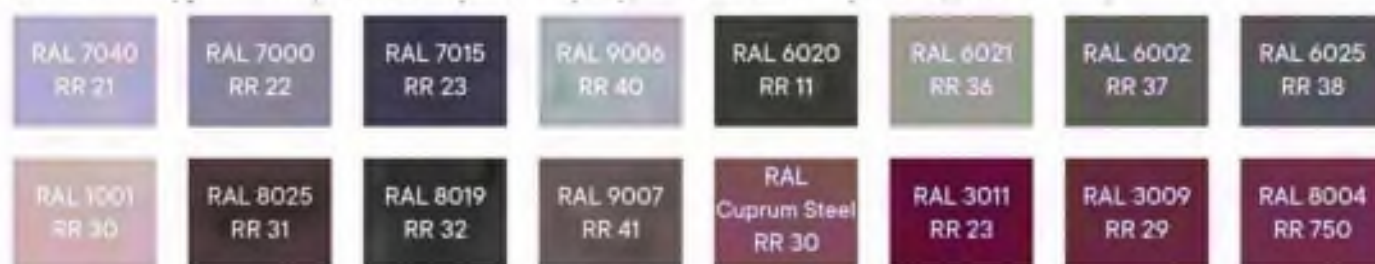 RAL 7040
RR 21
RAL 7000
RR 22
RAL 7015
RR 23
RAL 9006
RR 40
RAL 6020
RR 11
RAL 6021
RR 36
RAL 6002
RR 37
RAL 6025
RR 38
RAL 1001
RR 30
RAL 8025
RR 31
RAL 8019
RR 32
RAL 9007
RR 41
RAL
Cuprum Steel
RR 30
RAL 3011
RR 23
RAL 3009
RR 29
RAL 8004
RR 750